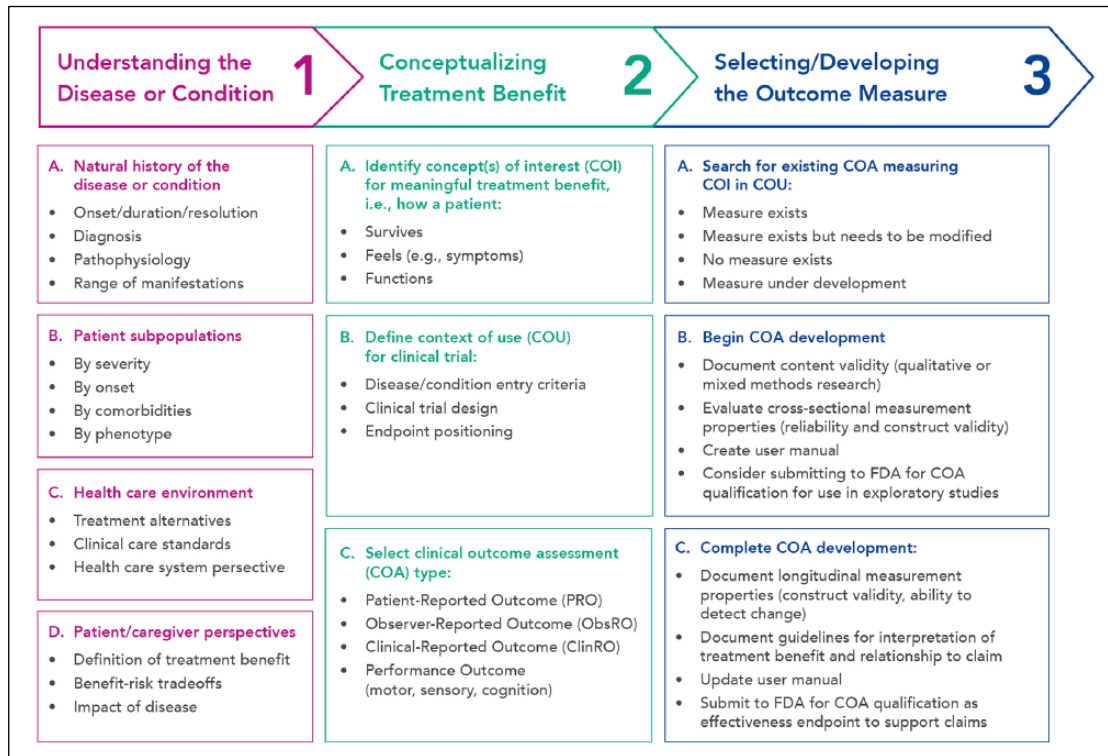 Understanding the
Disease or Condition
1
Conceptualizing
Treatment Benefit
2
Selecting/Developing
the Outcome Measure
3
A. Natural history of the
disease or condition
• Onset/duration/resolution
• Diagnosis
• Pathophysiology
• Range of manifestations
B. Patient subpopulations
• By severity
• By onset
• By comorbidities
• By phenotype
C. Health care environment
• Treatment alternatives
• Clinical care standards
• Health care system persective
D. Patient/caregiver perspectives
• Definition of treatment benefit
• Benefit-risk tradeoffs
• Impact of disease
A. Identify concept(s) of interest (COI)
for meaningful treatment benefit,
i.e., how a patient:
• Survives
• Feels (e.g., symptoms)
• Functions
B. Define context of use (COU)
for clinical trial:
• Disease/condition entry criteria
• Clinical trial design
• Endpoint positioning
C. Select clinical outcome assessment
(COA) type:
• Patient-Reported Outcome (PRO)
• Observer-Reported Outcome (ObsRO)
• Clinical-Reported Outcome (ClinRO)
• Performance Outcome
(motor, sensory, cognition)
A. Search for existing COA measuring
COI in COU:
• Measure exists
• Measure exists but needs to be modified
• No measure exists
• Measure under development
B. Begin COA development
• Document content validity (qualitative or
mixed methods research)
• Evaluate cross-sectional measurement
properties (reliability and construct validity)
• Create user manual
• Consider submitting to FDA for COA
qualification for use in exploratory studies
C. Complete COA development:
• Document longitudinal measurement
properties (construct validity, ability to
detect change)
• Document guidelines for interpretation of
treatment benefit and relationship to claim
• Update user manual
• Submit to FDA for COA qualification as
effectiveness endpoint to support claims